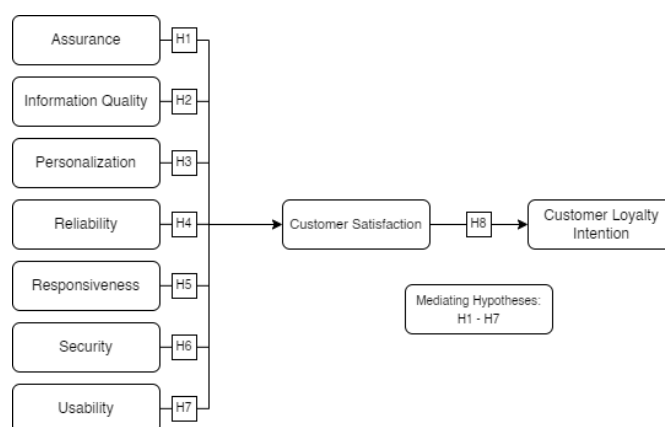 Assurance
H1
Information Quality
H2
Personalization
H3
Reliability
H4
Customer Satisfaction
H8
Customer Loyalty
Intention
Responsiveness
H5
Mediating Hypotheses:
H1 - H7
Security
H6
Usability
H7